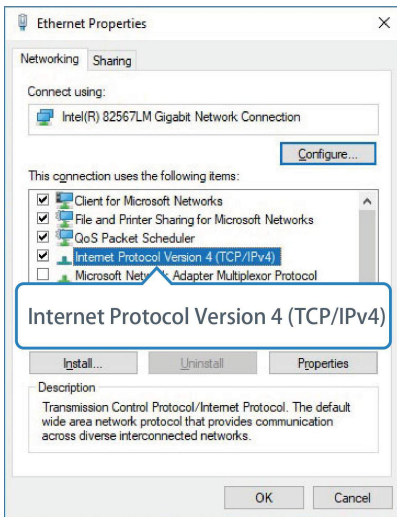 Ethernet Properties
Networking
Sharing
Connect using:
Intel(R) 82567LM Gigabit Network Connection
Configure...
This connection uses the following items:
Client for Microsoft Networks
File and Printer Sharing for Microsoft Networks
QoS Packet Scheduler
Internet Protocol Version 4 (TCP/IPv4)
Microsoft Adapter Multiplexor Protocol
Internet Protocol Version 4 (TCP/IPv4)
Install...
Uninstall
Properties
Description
Transmission Control Protocol/Internet Protocol. The default
wide area network protocol that provides communication
across diverse interconnected networks.
OK
Cancel